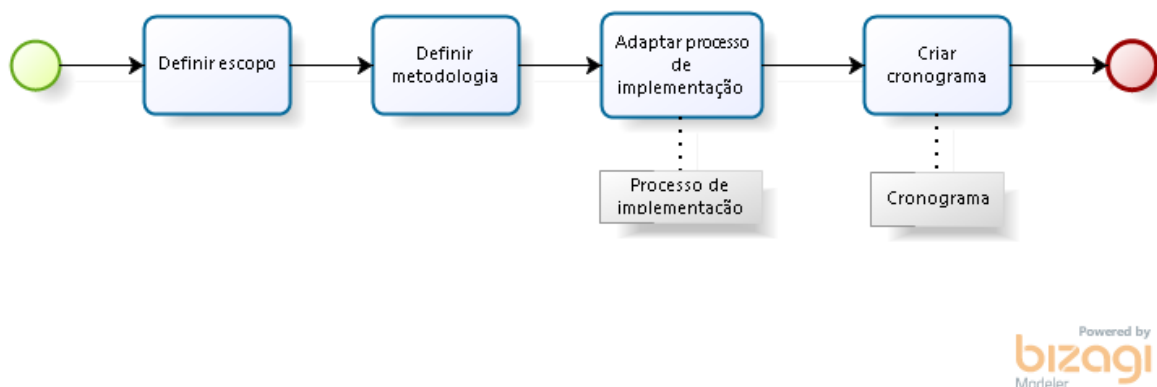 Definir escopo
Definir
metodologia
Adaptar processo
de
implementação
Criar
cronograma
Processo de
implementação
Cronograma
Powered by
bizagi
Modeler